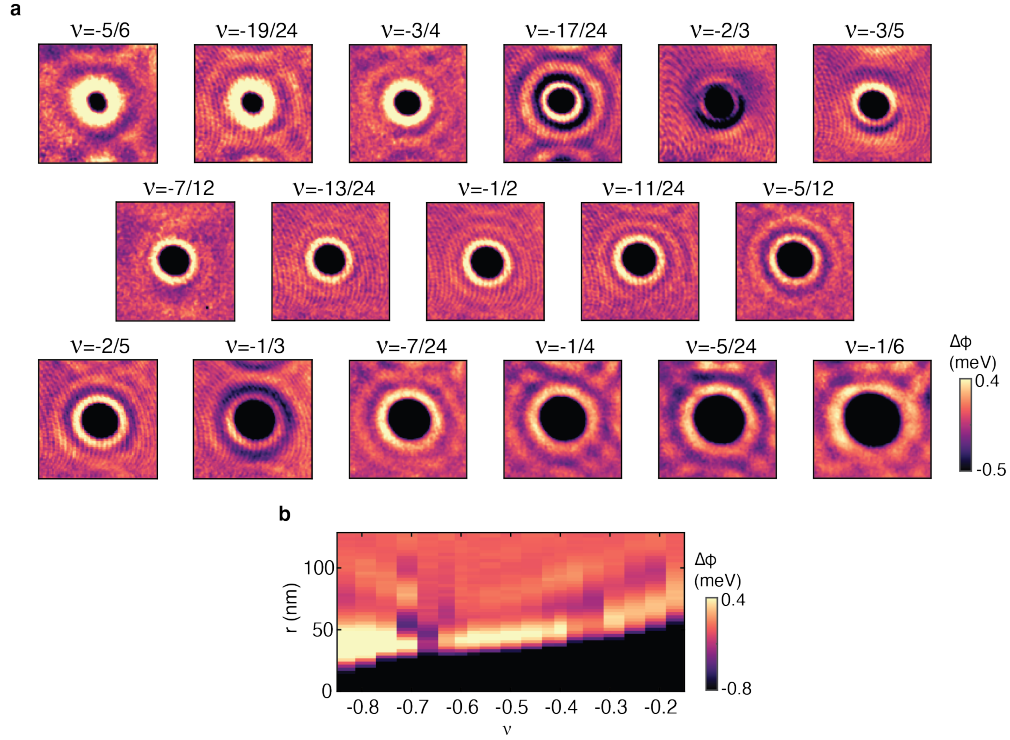 a
ν=-5/6 ν=-19/24 ν=-3/4 ν=-17/24 ν=-2/3 ν=-3/5
ν=-7/12 ν=-13/24 ν=-1/2 ν=-11/24 ν=-5/12
ν=-2/5 ν=-1/3 ν=-7/24 ν=-1/4 ν=-5/24 ν=-1/6
Δϕ
(meV)
0.4
-0.5
b
r (nm)
100
50
0
-0.8 -0.7 -0.6 -0.5 -0.4 -0.3 -0.2
ν
Δϕ
(meV)
0.4
-0.8